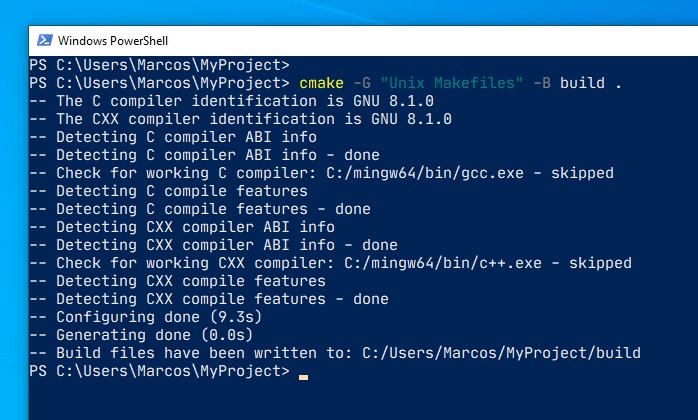 Windows PowerShell
PS C:\Users\Marcos\MyProject>
PS C:\Users\Marcos\MyProject> cmake -G "Unix Makefiles" -B build .
-- The C compiler identification is GNU 8.1.0
-- The CXX compiler identification is GNU 8.1.0
-- Detecting C compiler ABI info
-- Detecting C compiler ABI info - done
-- Check for working C compiler: C:/mingw64/bin/gcc.exe - skipped
-- Detecting C compile features
-- Detecting C compile features - done
-- Detecting CXX compiler ABI info
-- Detecting CXX compiler ABI info - done
-- Check for working CXX compiler: C:/mingw64/bin/c++.exe - skipped
-- Detecting CXX compile features
-- Detecting CXX compile features - done
-- Configuring done (9.3s)
-- Generating done (0.0s)
-- Build files have been written to: C:/Users/Marcos/MyProject/build
PS C:\Users\Marcos\MyProject>